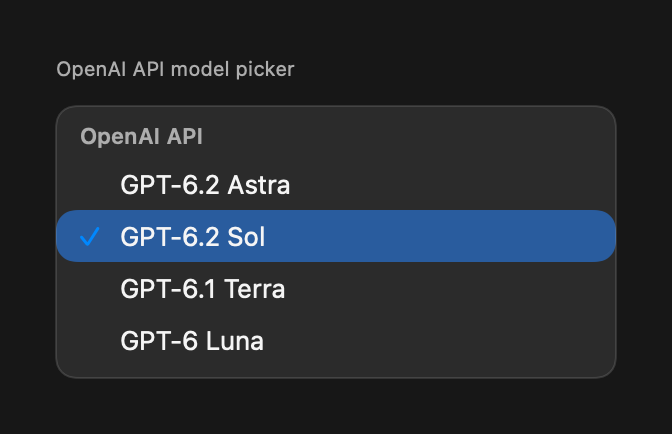 OpenAI API model picker
OpenAI API
GPT-6.2 Astra
GPT-6.2 Sol
GPT-6.1 Terra
GPT-6 Luna